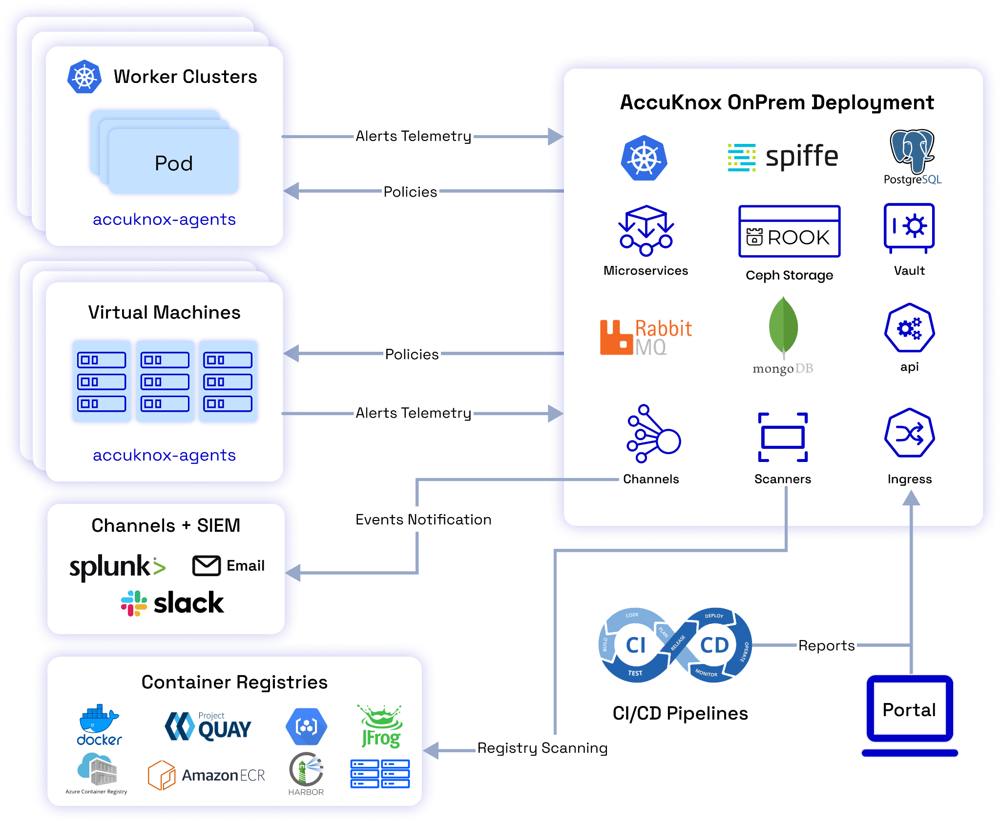 Worker Clusters
Pod
accuknox-agents
Alerts Telemetry
Policies
Virtual Machines
accuknox-agents
Policies
Alerts Telemetry
AccuKnox OnPrem Deployment
spiffe
PostgreSQL
Microservices
ROOK
Ceph Storage
Vault
Rabbit
MQ
mongoDB
api
Channels
Scanners
Ingress
Events Notification
Channels + SIEM
splunk>®
Email
slack
Container Registries
docker
Project
QUAY
JFrog
Azure Container Registry
Amazon ECR
HARBOR
Registry Scanning
CODE
BUILD
PLAN
CI
TEST
RELEASE
DEPLOY
CD
OPERATE
MONITOR
CI/CD Pipelines
Reports
Portal